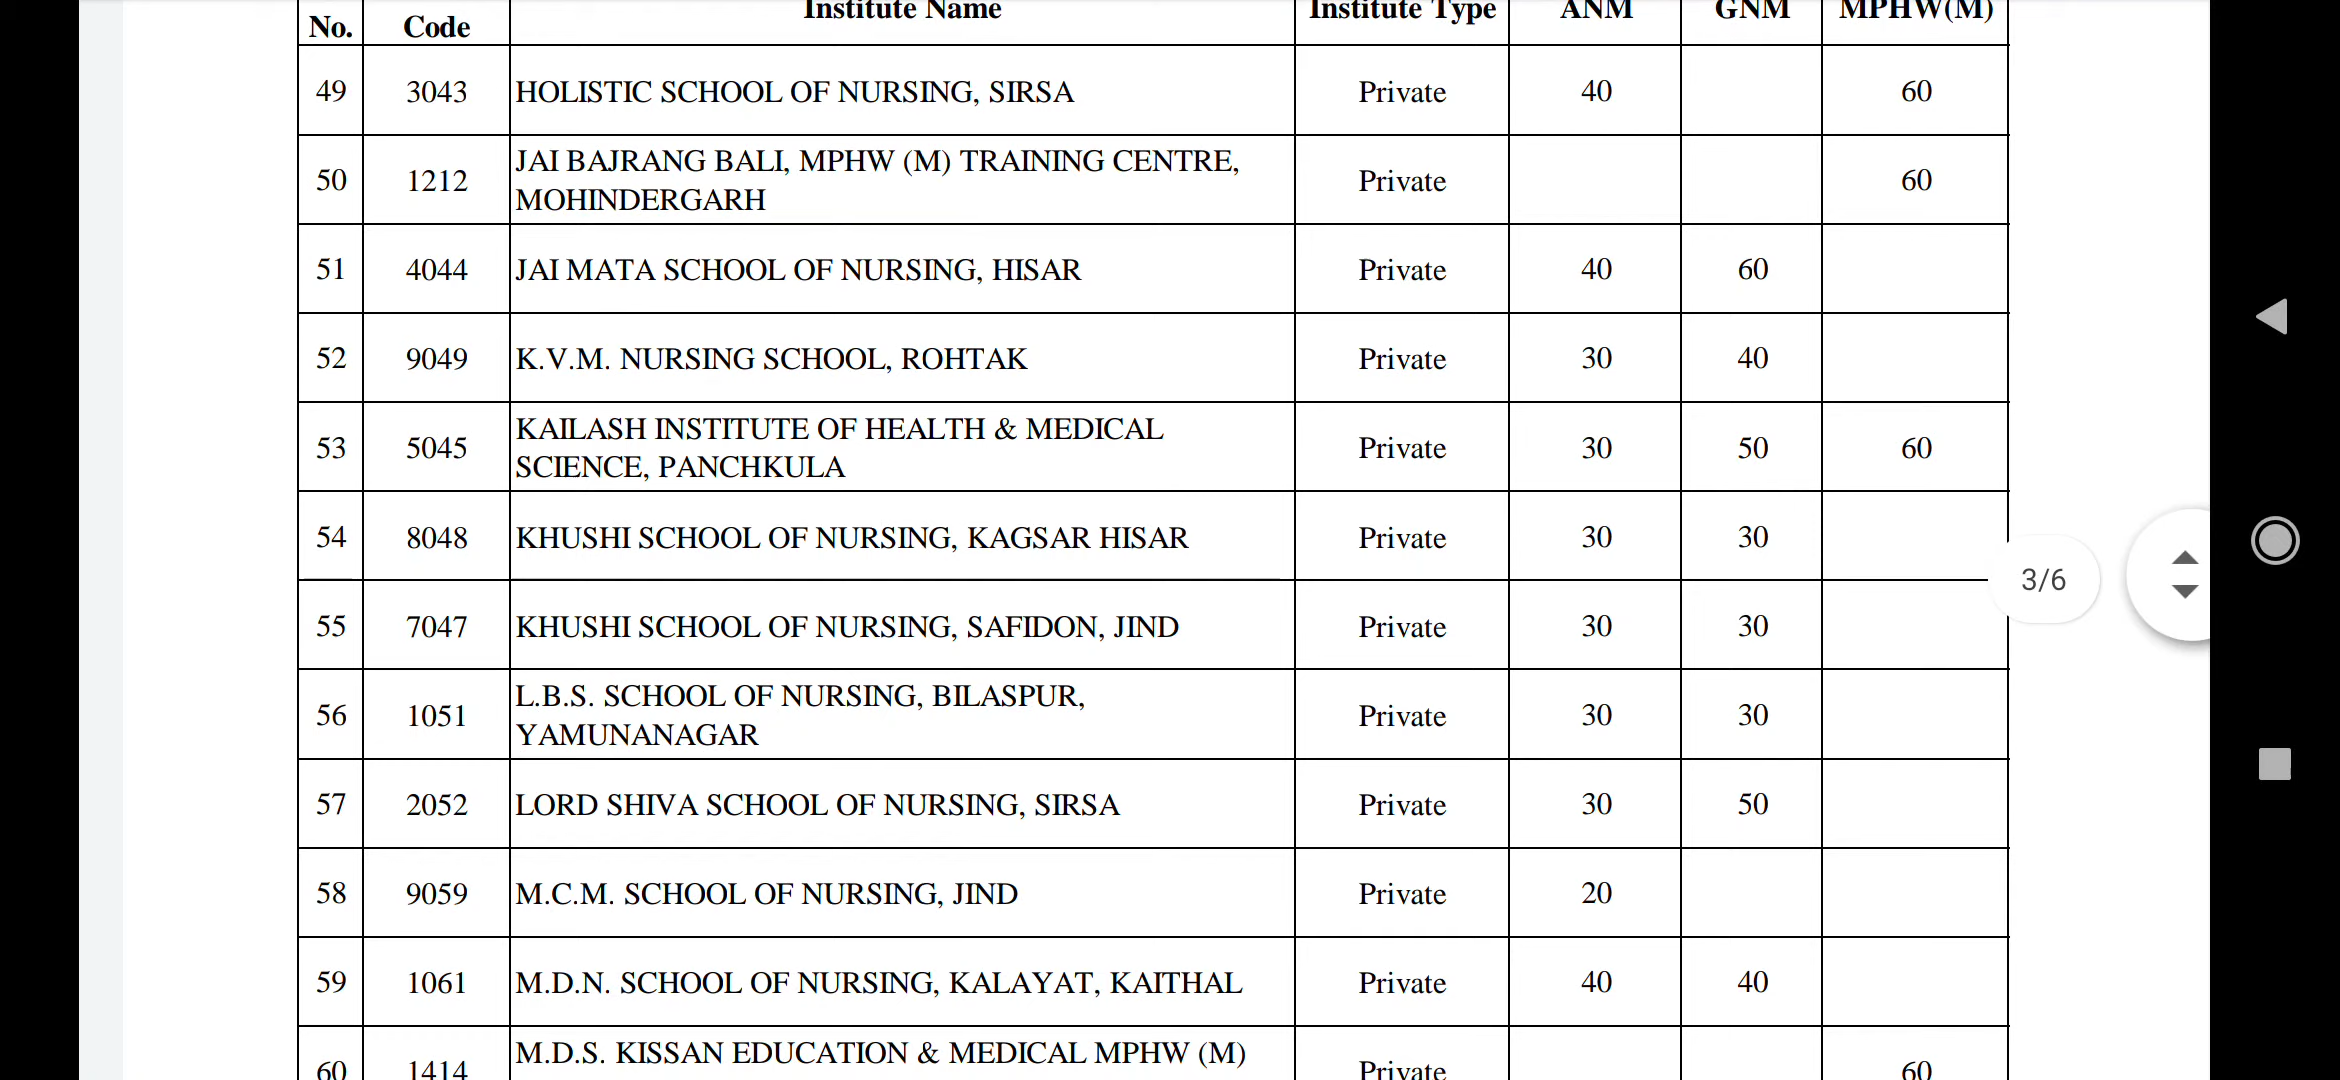 No. Code Institute Name Institute Type ANM GNM MPHW(M)
49 3043 HOLISTIC SCHOOL OF NURSING, SIRSA Private 40 60
50 1212 JAI BAJRANG BALI, MPHW (M) TRAINING CENTRE,
MOHINDERGARH Private 60
51 4044 JAI MATA SCHOOL OF NURSING, HISAR Private 40 60
52 9049 K.V.M. NURSING SCHOOL, ROHTAK Private 30 40
53 5045 KAILASH INSTITUTE OF HEALTH & MEDICAL
SCIENCE, PANCHKULA Private 30 50 60
54 8048 KHUSHI SCHOOL OF NURSING, KAGSAR HISAR Private 30 30
55 7047 KHUSHI SCHOOL OF NURSING, SAFIDON, JIND Private 30 30
56 1051 L.B.S. SCHOOL OF NURSING, BILASPUR,
YAMUNANAGAR Private 30 30
57 2052 LORD SHIVA SCHOOL OF NURSING, SIRSA Private 30 50
58 9059 M.C.M. SCHOOL OF NURSING, JIND Private 20
59 1061 M.D.N. SCHOOL OF NURSING, KALAYAT, KAITHAL Private 40 40
60 1414 M.D.S. KISSAN EDUCATION & MEDICAL MPHW (M) Private 60
3/6